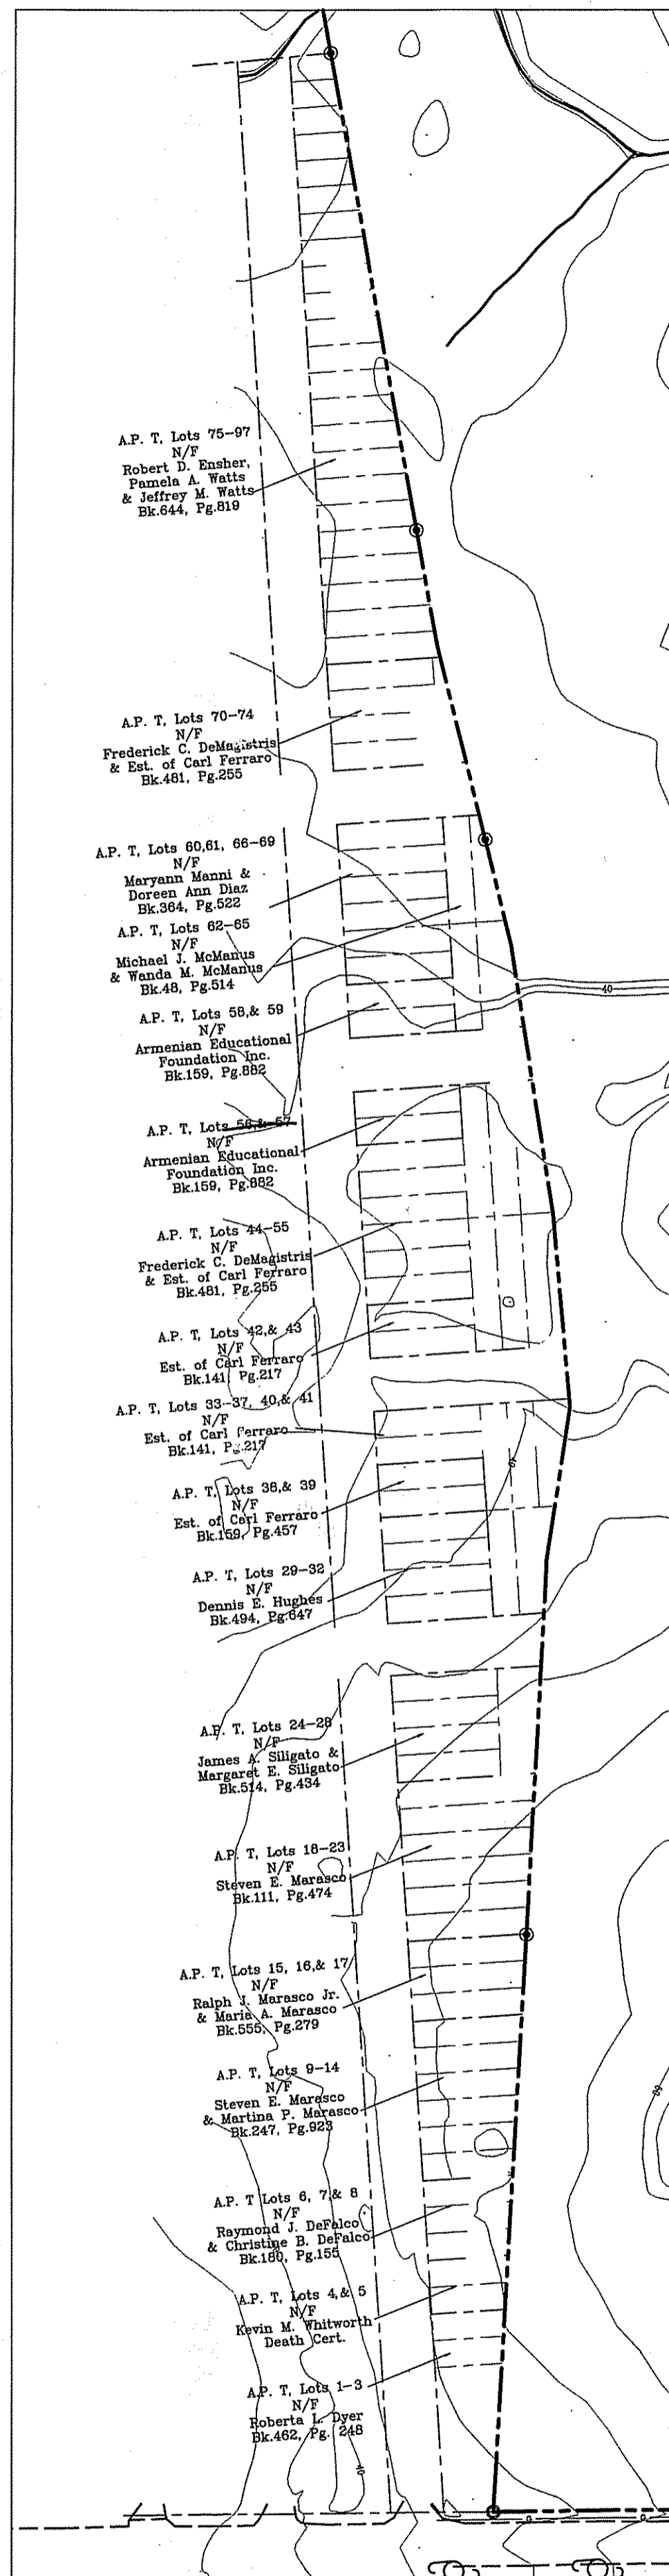 A.P. T, Lots 75-97
N/F
Robert D. Ensher,
Pamela A. Watts
& Jeffrey M. Watts
Bk.644, Pg.819
A.P. T, Lots 70-74
N/F
Frederick C. DeMagistris
& Est. of Carl Ferraro
Bk.481, Pg.255
A.P. T, Lots 60,61, 66-69
N/F
Maryann Manni &
Doreen Ann Diaz
Bk.364, Pg.522
A.P. T, Lots 62-65
N/F
Michael J. McManus
& Wanda M. McManus
Bk.48, Pg.514
40
A.P. T, Lots 58,& 59
N/F
Armenian Educational
Foundation Inc.
Bk.159, Pg.882
A.P. T, Lots 56,& 57
N/F
Armenian Educational
Foundation Inc.
Bk.159, Pg.882
A.P. T, Lots 44-55
N/F
Frederick C. DeMagistris
& Est. of Carl Ferraro
Bk.481, Pg.255
A.P. T, Lots 42,& 43
N/F
Est. of Carl Ferraro
Bk.141, Pg.217
A.P. T, Lots 33-37, 40,& 41
N/F
Est. of Carl Ferraro
Bk.141, Pg.217
A.P. T, Lots 38,& 39
N/F
Est. of Carl Ferraro
Bk.159, Pg.457
A.P. T, Lots 29-32
N/F
Dennis E. Hughes
Bk.494, Pg.647
A.P. T, Lots 24-28
N/F
James A. Siligato &
Margaret E. Siligato
Bk.514, Pg.434
A.P. T, Lots 18-23
N/F
Steven E. Marasco
Bk.111, Pg.474
A.P. T, Lots 15, 16,& 17
N/F
Ralph J. Marasco Jr.
& Maria A. Marasco
Bk.555, Pg.279
A.P. T, Lots 9-14
N/F
Steven E. Marasco
& Martina P. Marasco
Bk.247, Pg.923
A.P. T Lots 6, 7,& 8
N/F
Raymond J. DeFalco
& Christine B. DeFalco
Bk.180, Pg.155
A.P. T, Lots 4,& 5
N/F
Kevin M. Whitworth
Death Cert.
A.P. T, Lots 1-3
N/F
Roberta L. Dyer
Bk.462, Pg. 248